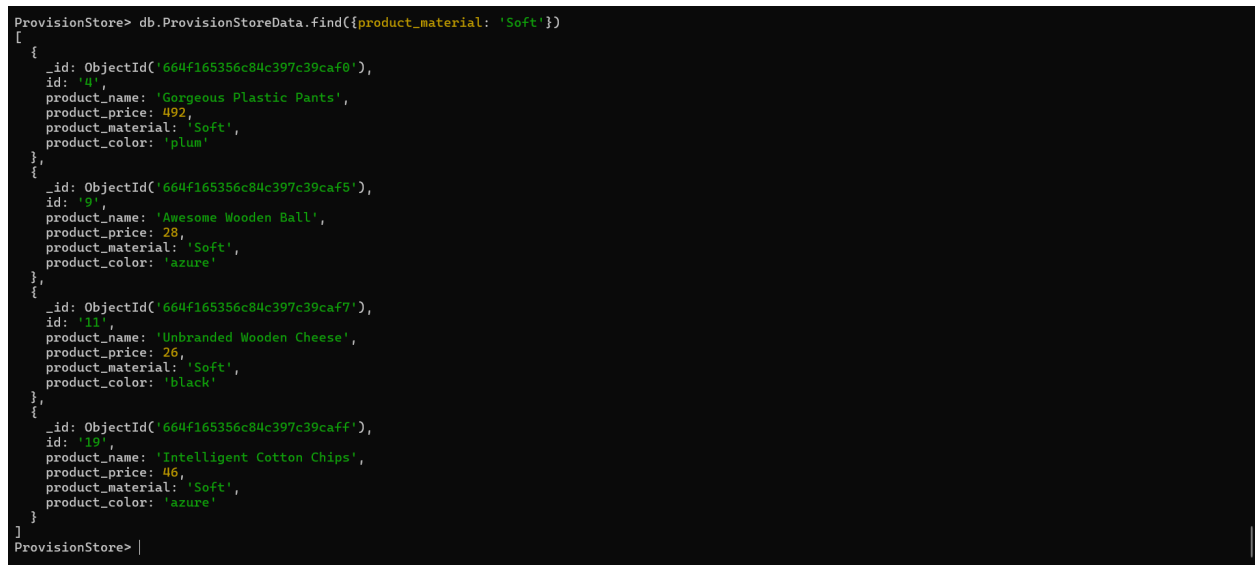 ProvisionStore> db.ProvisionStoreData.find({product_material: 'Soft'})
[
  {
    _id: ObjectId('664f165356c84c397c39caf0'),
    id: '4',
    product_name: 'Gorgeous Plastic Pants',
    product_price: 492,
    product_material: 'Soft',
    product_color: 'plum'
  },
  {
    _id: ObjectId('664f165356c84c397c39caf5'),
    id: '9',
    product_name: 'Awesome Wooden Ball',
    product_price: 28,
    product_material: 'Soft',
    product_color: 'azure'
  },
  {
    _id: ObjectId('664f165356c84c397c39caf7'),
    id: '11',
    product_name: 'Unbranded Wooden Cheese',
    product_price: 26,
    product_material: 'Soft',
    product_color: 'black'
  },
  {
    _id: ObjectId('664f165356c84c397c39caff'),
    id: '19',
    product_name: 'Intelligent Cotton Chips',
    product_price: 46,
    product_material: 'Soft',
    product_color: 'azure'
  }
]
ProvisionStore>